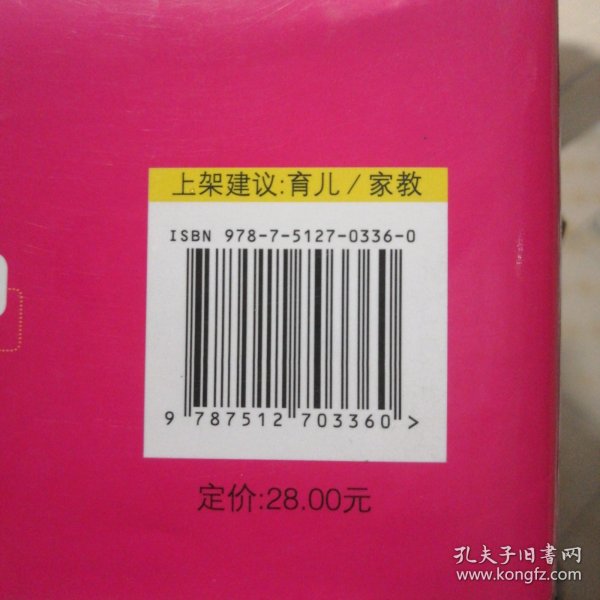 上架建议:育儿/家教
ISBN 978-7-5127-0336-0
9 787512 703360 >
定价:28.00元
孔夫子旧书网
www.kongfz.com